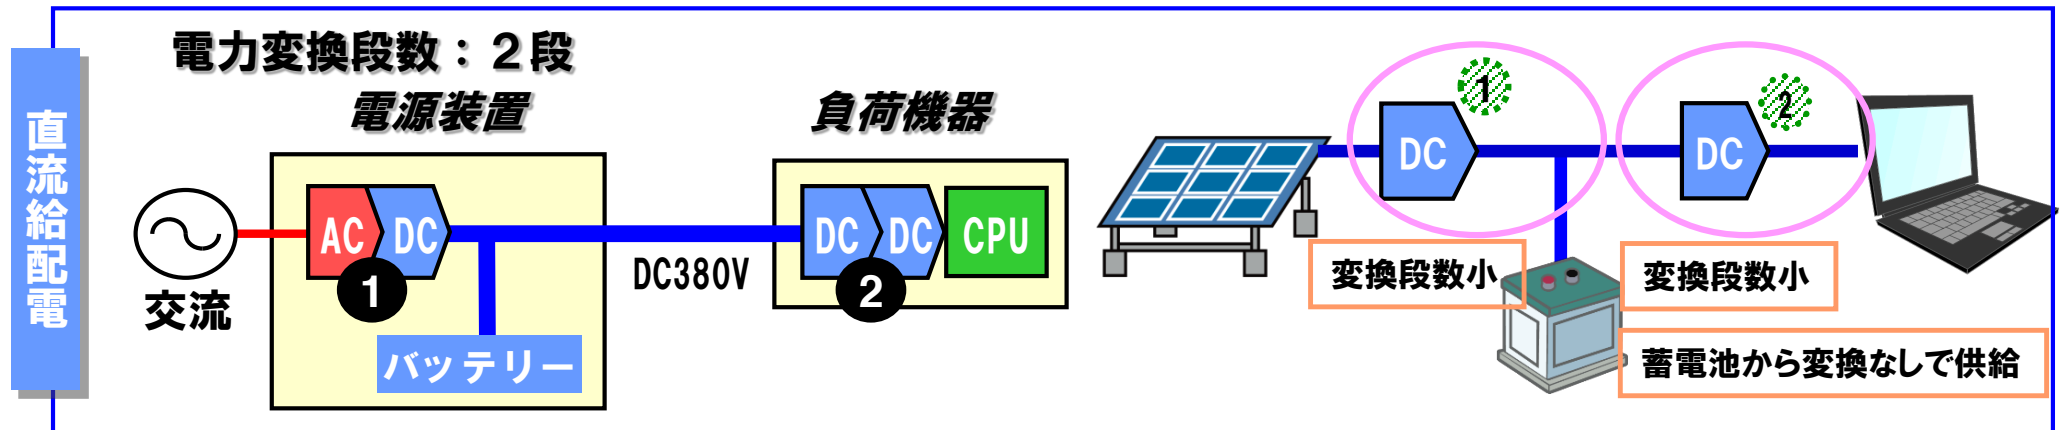 直流給配電
電力変換段数：２段
電源装置
負荷機器
交流
AC
DC
1
バッテリー
DC380V
DC
DC
CPU
2
DC
1
DC
2
変換段数小
変換段数小
蓄電池から変換なしで供給